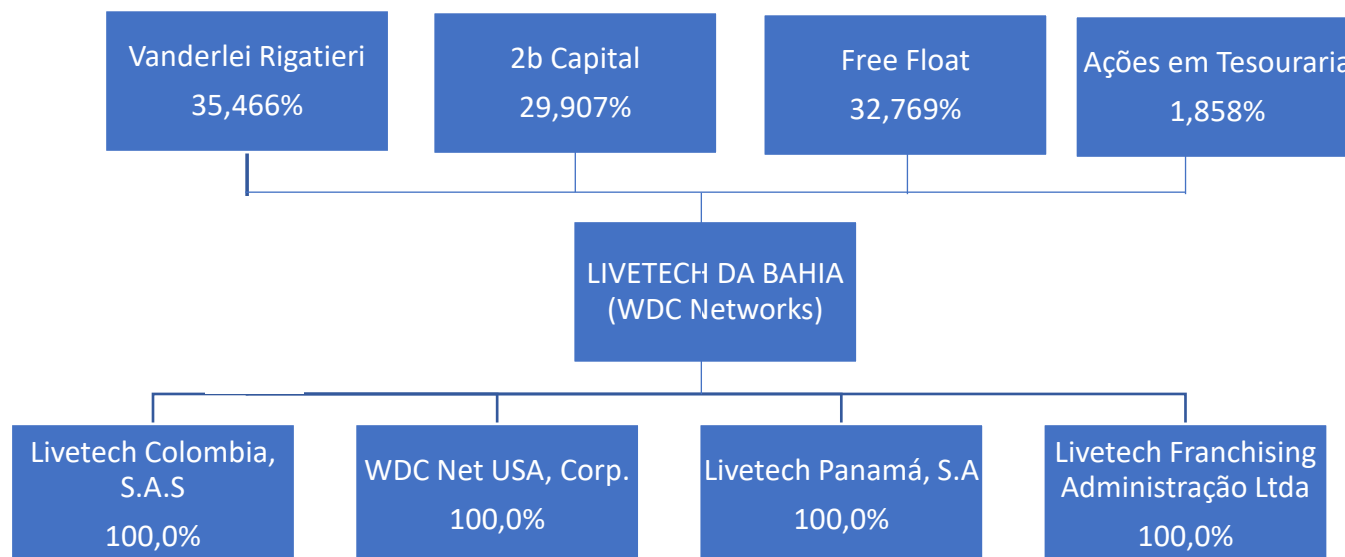 Vanderlei Rigatieri
35,466%
2b Capital
29,907%
Free Float
32,769%
Ações em Tesouraria
1,858%
LIVETECH DA BAHIA
(WDC Networks)
Livetech Colombia,
S.A.S
100,0%
WDC Net USA, Corp.
100,0%
Livetech Panamá, S.A
100,0%
Livetech Franchising
Administração Ltda
100,0%